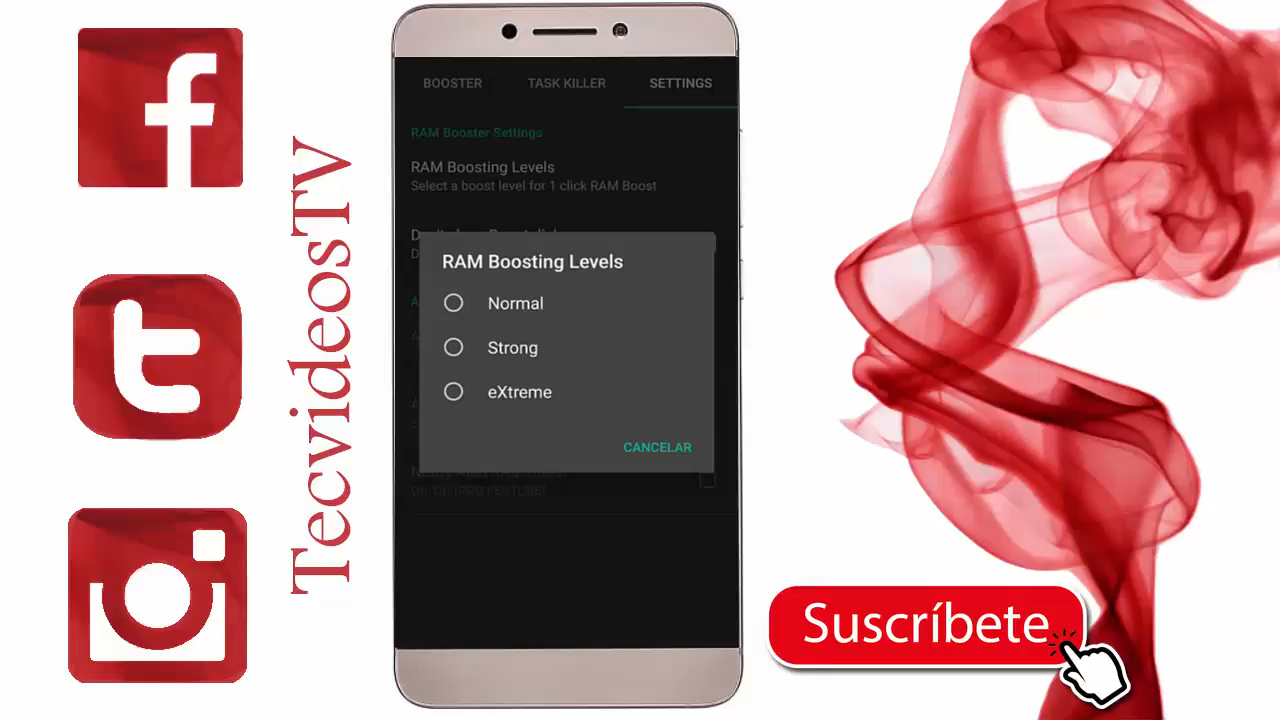 TecvideosTV
BOOSTER TASK KILLER SETTINGS
RAM Booster Settings
RAM Boosting Levels
Select a boost level for 1 click RAM Boost
RAM Boosting Levels
Normal
Strong
eXtreme
CANCELAR
Suscríbete